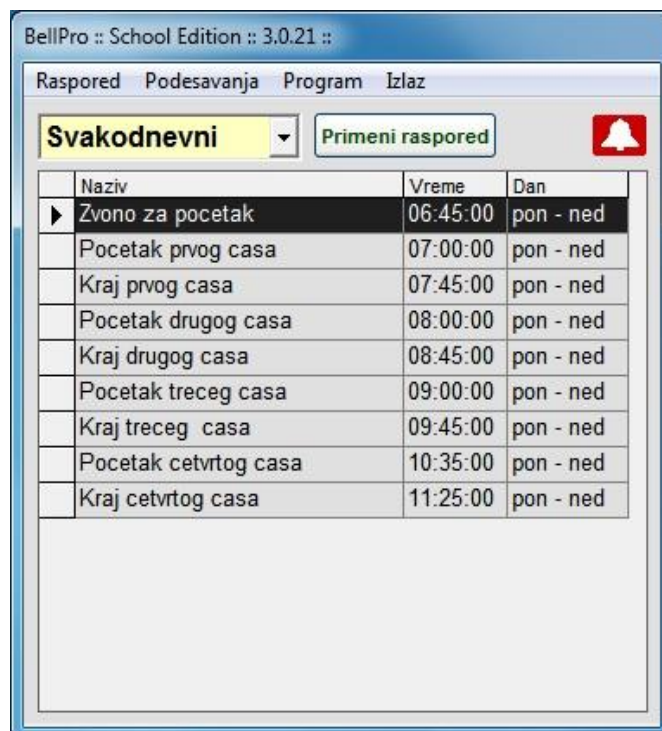 BellPro :: School Edition :: 3.0.21 ::
Raspored Podesavanja Program Izlaz
Svakodnevni Primeni raspored
Naziv Vreme Dan
Zvono za pocetak 06:45:00 pon - ned
Pocetak prvog casa 07:00:00 pon - ned
Kraj prvog casa 07:45:00 pon - ned
Pocetak drugog casa 08:00:00 pon - ned
Kraj drugog casa 08:45:00 pon - ned
Pocetak treceg casa 09:00:00 pon - ned
Kraj treceg  casa 09:45:00 pon - ned
Pocetak cetvrtog casa 10:35:00 pon - ned
Kraj cetvrtog casa 11:25:00 pon - ned